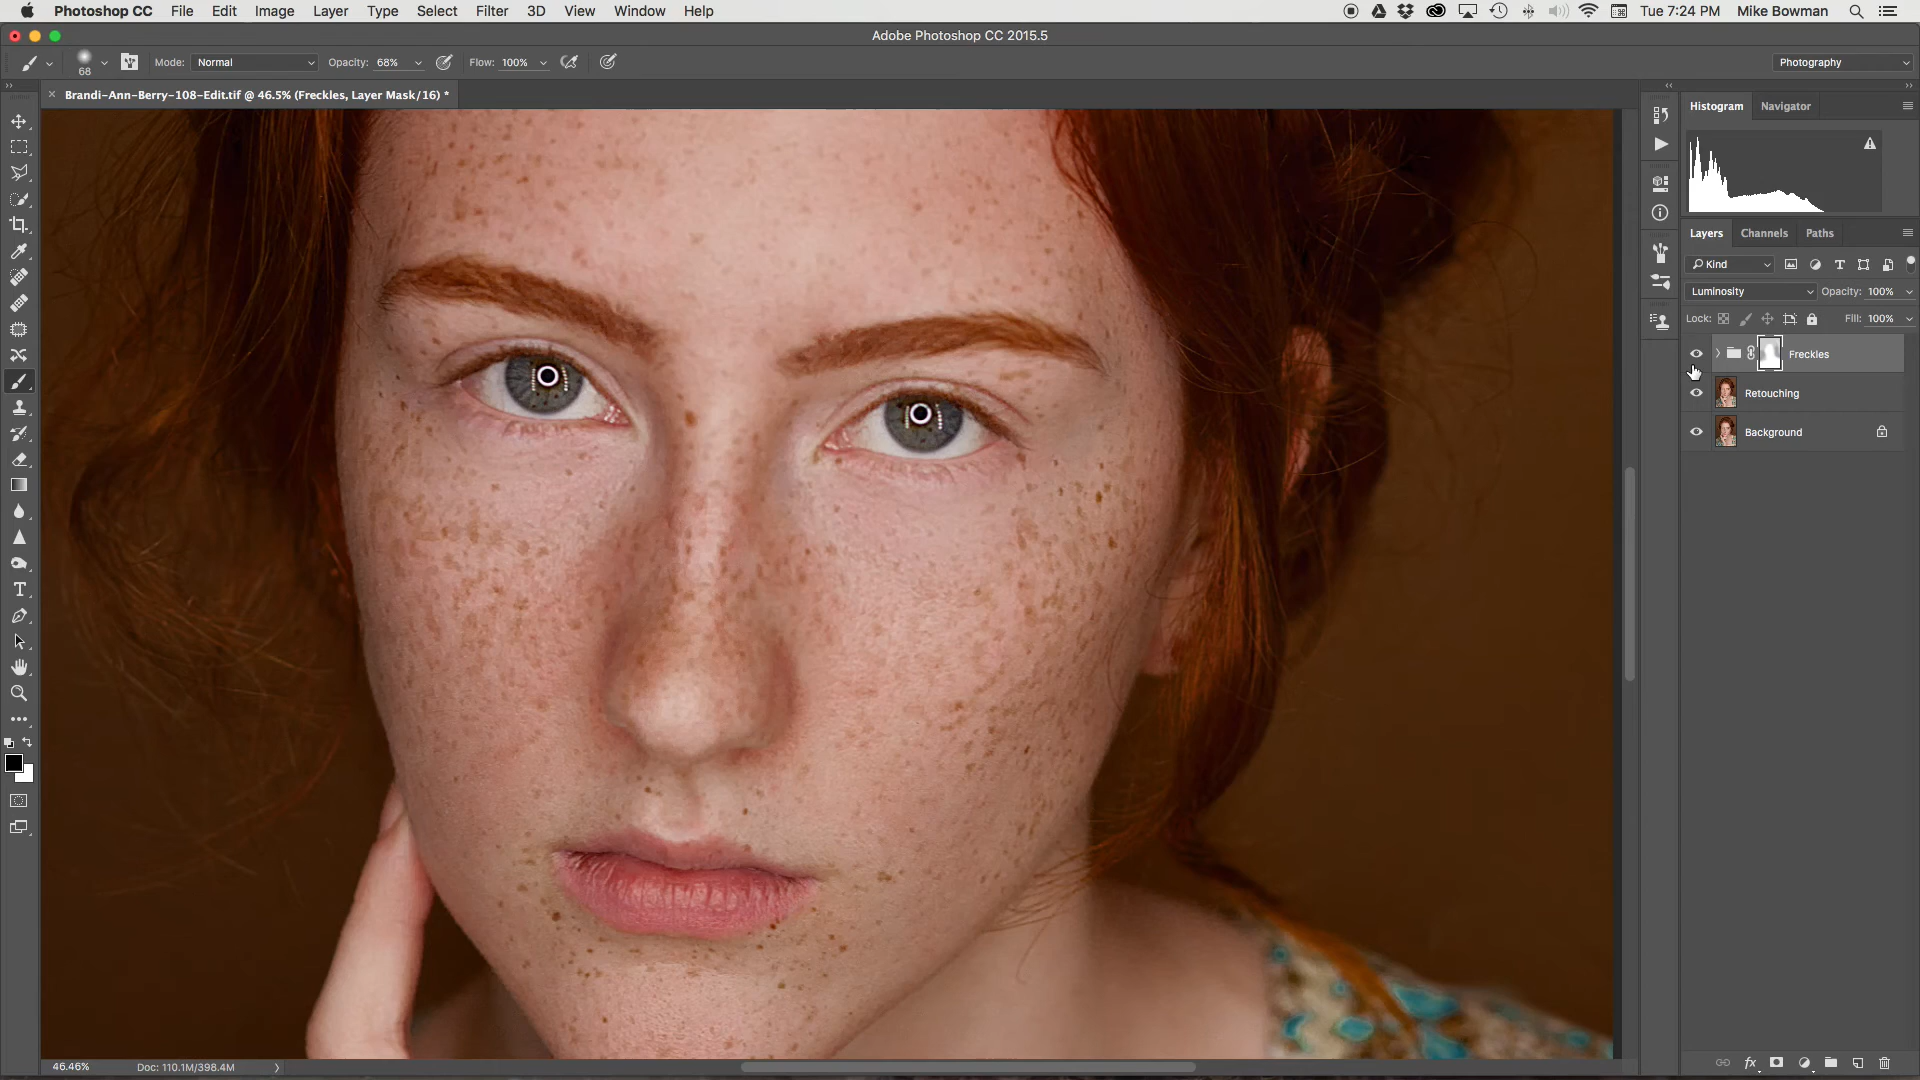 Photoshop CC File Edit Image Layer Type Select Filter 3D View Window Help Tue 7:24 PM Mike Bowman
Adobe Photoshop CC 2015.5
68 Mode: Normal Opacity: 68% Flow: 100% Photography
Brandi-Ann-Berry-108-Edit.tif @ 46.5% (Freckles, Layer Mask/16) *
Histogram Navigator
Layers Channels Paths
Kind
Luminosity Opacity: 100%
Lock: Fill: 100%
Freckles
Retouching
Background
46.46% Doc: 110.1M/398.4M